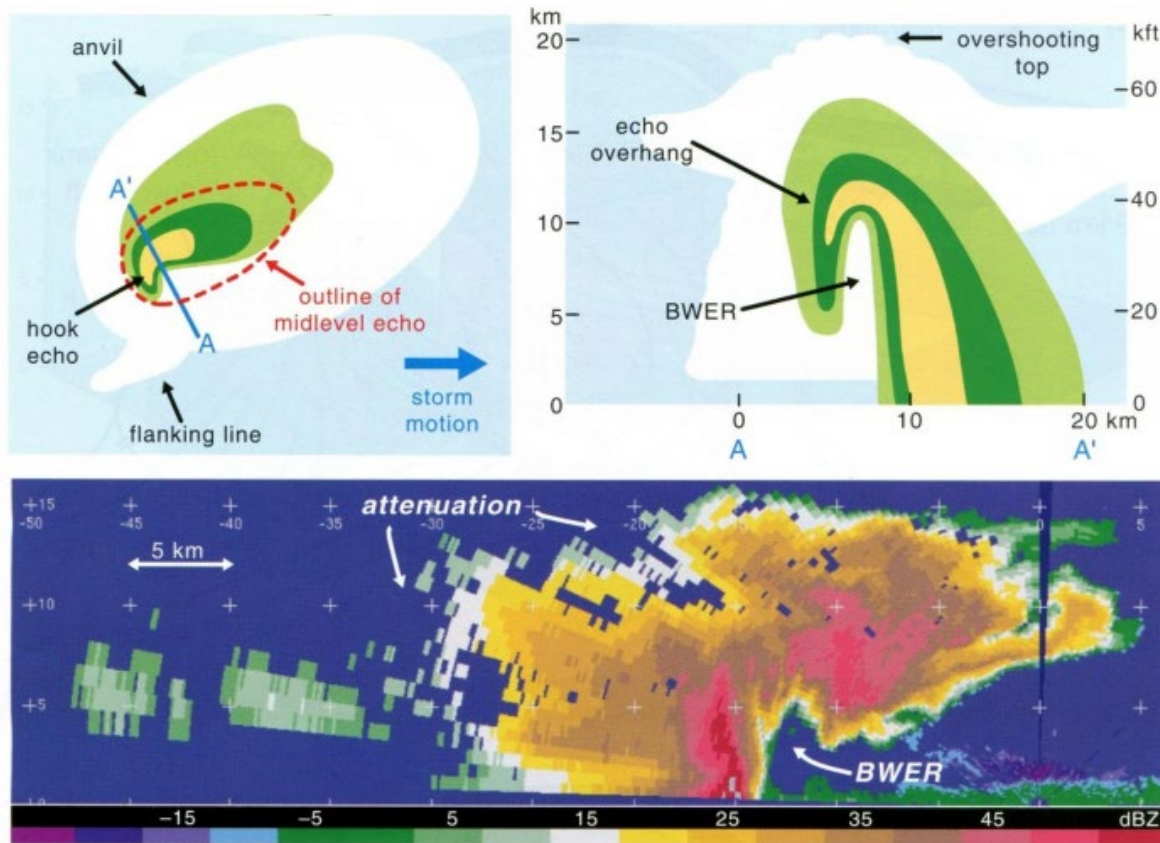 anvil
A'
hook
echo
A
outline of
midlevel echo
storm
motion
flanking line
km
20
15
10
5
0
echo
overhang
BWER
overshooting
top
kft
60
40
20
0
0
10
20
km
A
A'
attenuation
BWER
5 km
+15
-50
-45
-40
-35
-30
-25
-20
0
5
+10
+5
0
-15
-5
5
15
25
35
45
dBZ